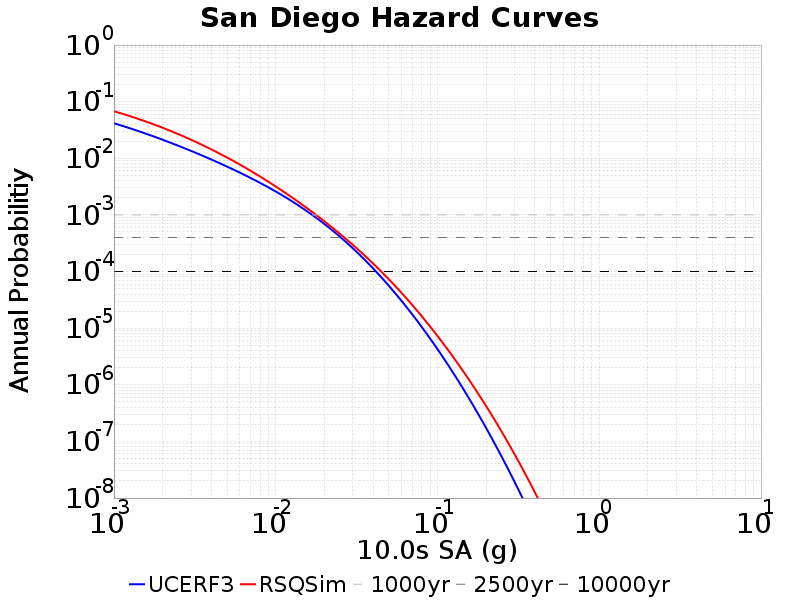 San Diego Hazard Curves
Annual Probabilitiy
10^0
10^-1
10^-2
10^-3
10^-4
10^-5
10^-6
10^-7
10^-8
10^-3 10^-2 10^-1 10^0 10^1
10.0s SA (g)
UCERF3 RSQSim 1000yr 2500yr 10000yr